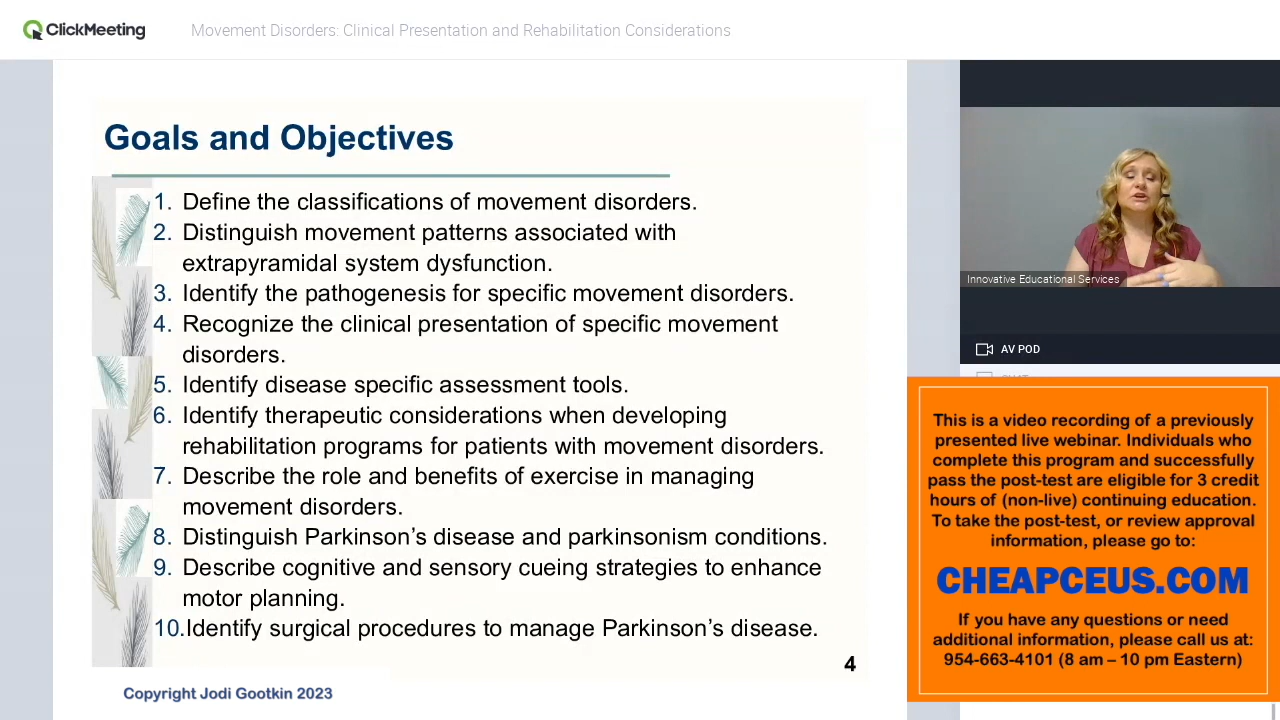 ClickMeeting
Movement Disorders: Clinical Presentation and Rehabilitation Considerations
Goals and Objectives
1. Define the classifications of movement disorders.
2. Distinguish movement patterns associated with
extrapyramidal system dysfunction.
3. Identify the pathogenesis for specific movement disorders.
4. Recognize the clinical presentation of specific movement
disorders.
5. Identify disease specific assessment tools.
6. Identify therapeutic considerations when developing
rehabilitation programs for patients with movement disorders.
7. Describe the role and benefits of exercise in managing
movement disorders.
8. Distinguish Parkinson’s disease and parkinsonism conditions.
9. Describe cognitive and sensory cueing strategies to enhance
motor planning.
10.Identify surgical procedures to manage Parkinson’s disease.
4
Copyright Jodi Gootkin 2023
Innovative Educational Services
AV POD
This is a video recording of a previously
presented live webinar. Individuals who
complete this program and successfully
pass the post-test are eligible for 3 credit
hours of (non-live) continuing education.
To take the post-test, or review approval
information, please go to:
CHEAPCEUS.COM
If you have any questions or need
additional information, please call us at:
954-663-4101 (8 am – 10 pm Eastern)